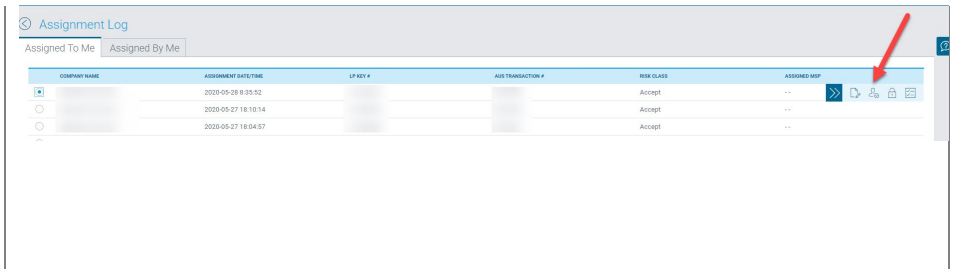 Assignment Log
Assigned To Me Assigned By Me
COMPANY NAME ASSIGNMENT DATE/TIME LP KEY # AUS TRANSACTION # RISK CLASS ASSIGNED MSP
2020-05-28 8:35:52 Accept --
2020-05-27 18:10:14 Accept --
2020-05-27 18:04:57 Accept --